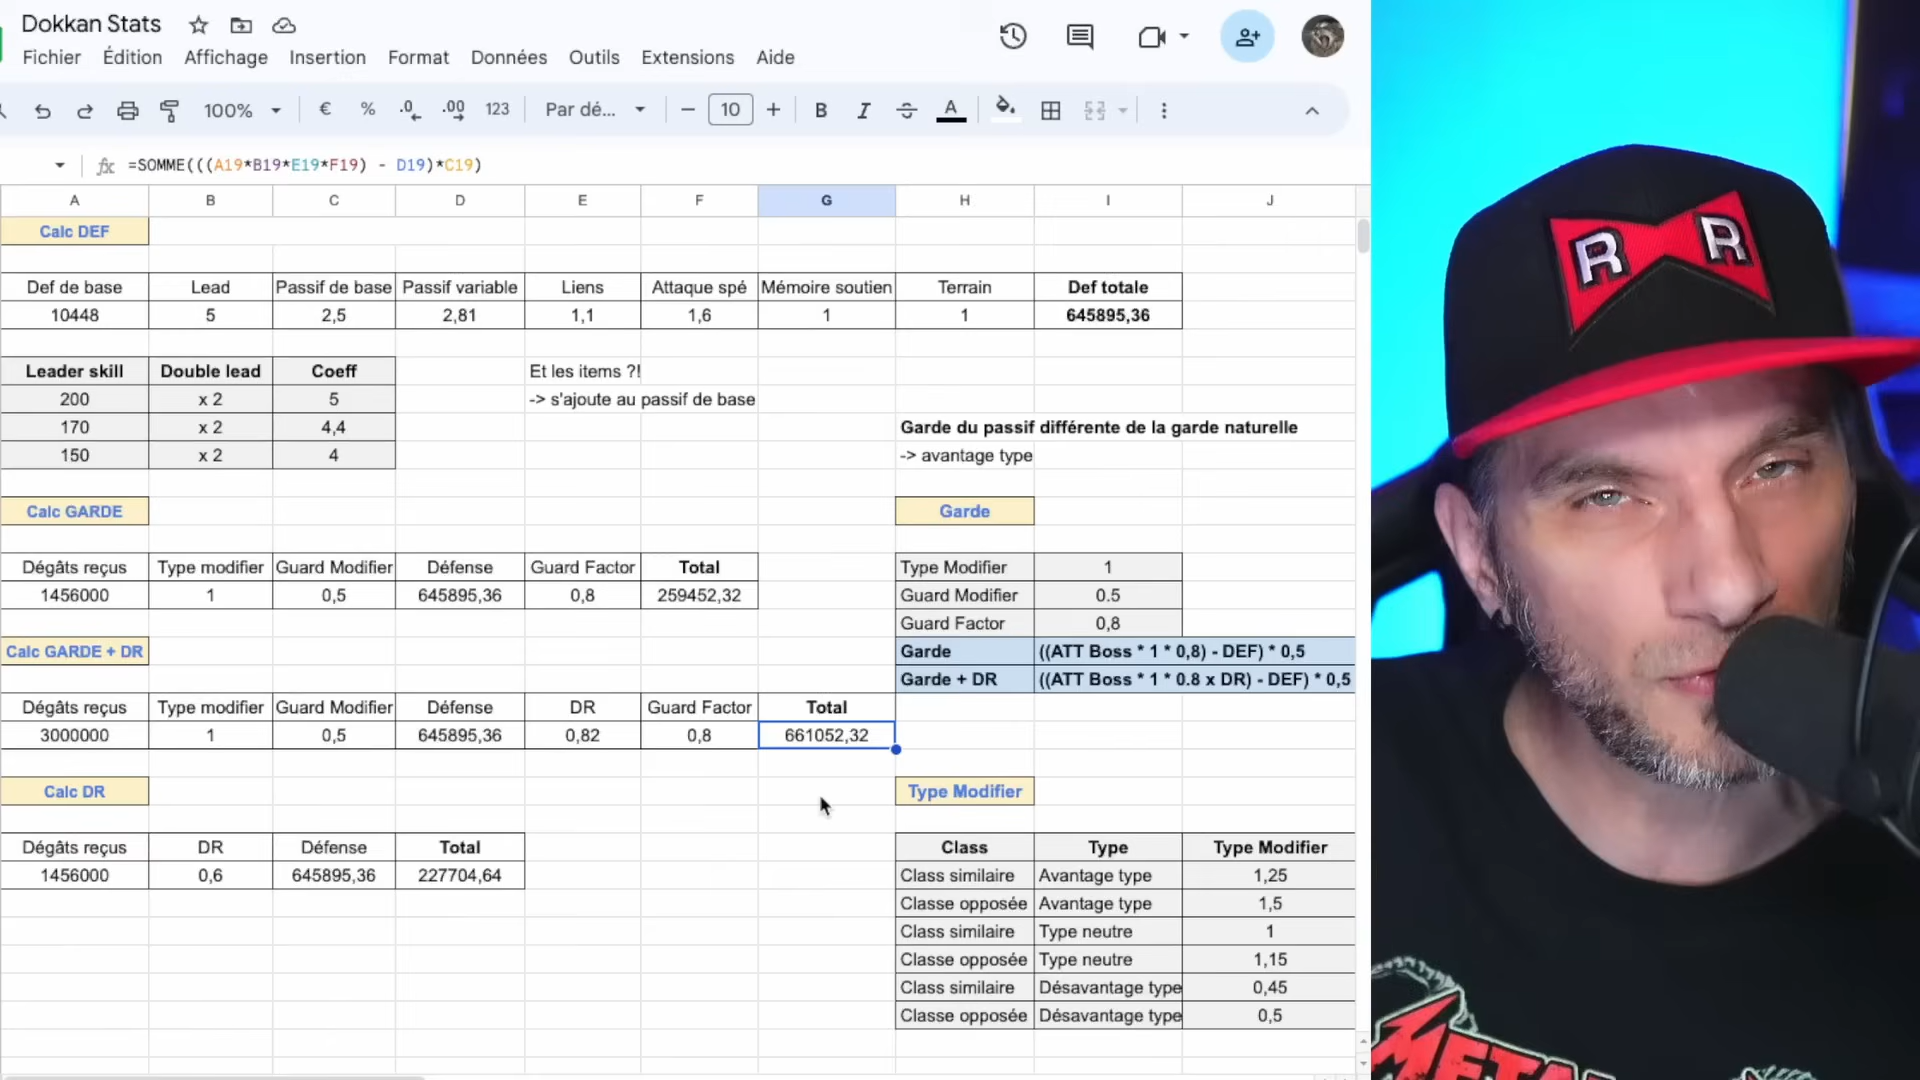 Dokkan Stats
Fichier Édition Affichage Insertion Format Données Outils Extensions Aide
100% € % .0 .00 123 Par dé... − 10 + B I S A
fx =SOMME(((A19*B19*E19*F19) - D19)*C19)
A B C D E F G H I J
Calc DEF
Def de base Lead Passif de base Passif variable Liens Attaque spé Mémoire soutien Terrain Def totale
10448 5 2,5 2,81 1,1 1,6 1 1 645895,36
Leader skill Double lead Coeff Et les items ?!
200 x 2 5 -> s'ajoute au passif de base
170 x 2 4,4 Garde du passif différente de la garde naturelle
150 x 2 4 -> avantage type
Calc GARDE Garde
Dégâts reçus Type modifier Guard Modifier Défense Guard Factor Total Type Modifier 1
1456000 1 0,5 645895,36 0,8 259452,32 Guard Modifier 0.5
Guard Factor 0,8
Calc GARDE + DR Garde ((ATT Boss * 1 * 0,8) - DEF) * 0,5
Garde + DR ((ATT Boss * 1 * 0.8 x DR) - DEF) * 0,5
Dégâts reçus Type modifier Guard Modifier Défense DR Guard Factor Total
3000000 1 0,5 645895,36 0,82 0,8 661052,32
Calc DR Type Modifier
Dégâts reçus DR Défense Total Class Type Type Modifier
1456000 0,6 645895,36 227704,64 Class similaire Avantage type 1,25
Classe opposée Avantage type 1,5
Class similaire Type neutre 1
Classe opposée Type neutre 1,15
Class similaire Désavantage type 0,45
Classe opposée Désavantage type 0,5
R R
METAL